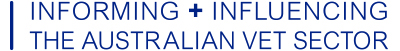 INFORMING + INFLUENCING
THE AUSTRALIAN VET SECTOR